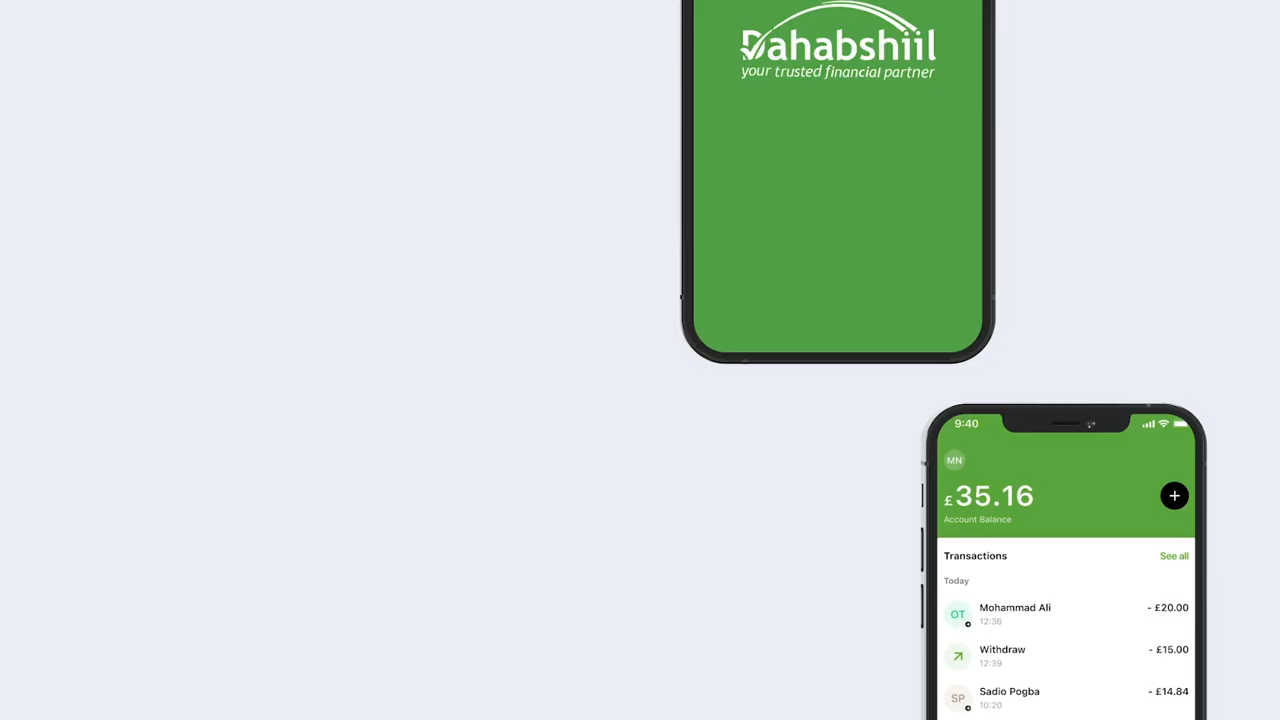 Dahabshiil
your trusted financial partner
9:40
MN
£35.16
Account Balance
Transactions
See all
Today
OT
Mohammad Ali
- £20.00
12:36
Withdraw
- £15.00
12:39
SP
Sadio Pogba
- £14.84
10:20